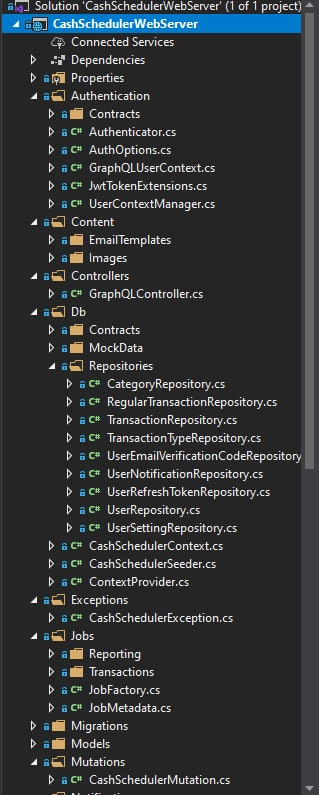 Solution 'CashSchedulerWebServer' (1 of 1 project)
CashSchedulerWebServer
Connected Services
Dependencies
Properties
Authentication
Contracts
C# Authenticator.cs
C# AuthOptions.cs
C# GraphQLUserContext.cs
C# JwtTokenExtensions.cs
C# UserContextManager.cs
Content
EmailTemplates
Images
Controllers
C# GraphQLController.cs
Db
Contracts
MockData
Repositories
C# CategoryRepository.cs
C# RegularTransactionRepository.cs
C# TransactionRepository.cs
C# TransactionTypeRepository.cs
C# UserEmailVerificationCodeRepository
C# UserNotificationRepository.cs
C# UserRefreshTokenRepository.cs
C# UserRepository.cs
C# UserSettingRepository.cs
C# CashSchedulerContext.cs
C# CashSchedulerSeeder.cs
C# ContextProvider.cs
Exceptions
C# CashSchedulerException.cs
Jobs
Reporting
Transactions
C# JobFactory.cs
C# JobMetadata.cs
Migrations
Models
Mutations
C# CashSchedulerMutation.cs